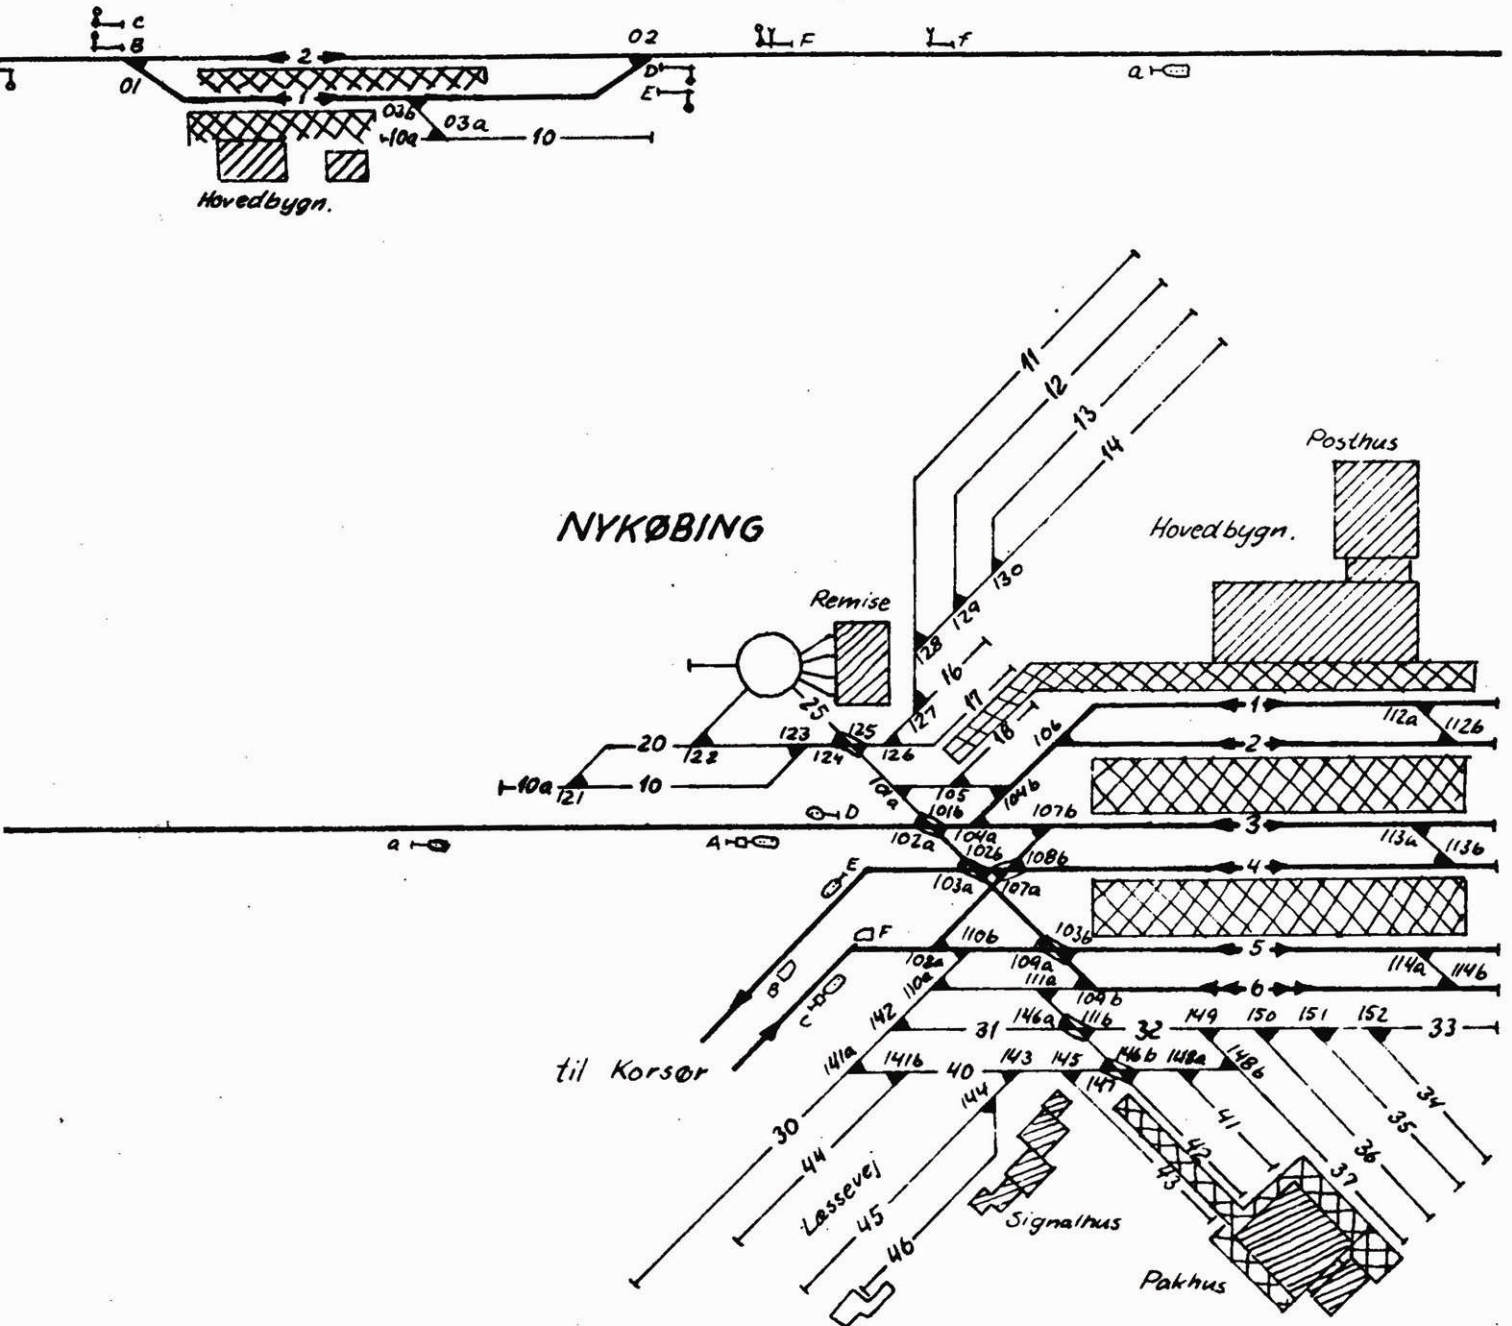 C
B
2
O2
F
f
D
a
O1
1
E
O3b
O3a
10a
10
Hovedbygn.
11
12
13
14
Posthus
NYKØBING
Hovedbygn.
130
Remise
129
128
16
25
127
17
1
106
18
112a
112b
20
123
125
2
122
124
126
10a
121
10
101a
105
104b
101b
107b
D
102a
104a
3
113a
113b
a
A
102b
108b
E
103a
107a
4
F
110b
103b
5
108a
109a
114a
114b
B
110a
111a
C
109b
6
142
31
146a
111b
32
149
150
151
152
33
til Korsør
141a
141b
40
143
145
146b
148a
148b
147
144
34
41
35
30
42
36
44
43
37
Læssevej
45
Signalhus
46
Pakhus